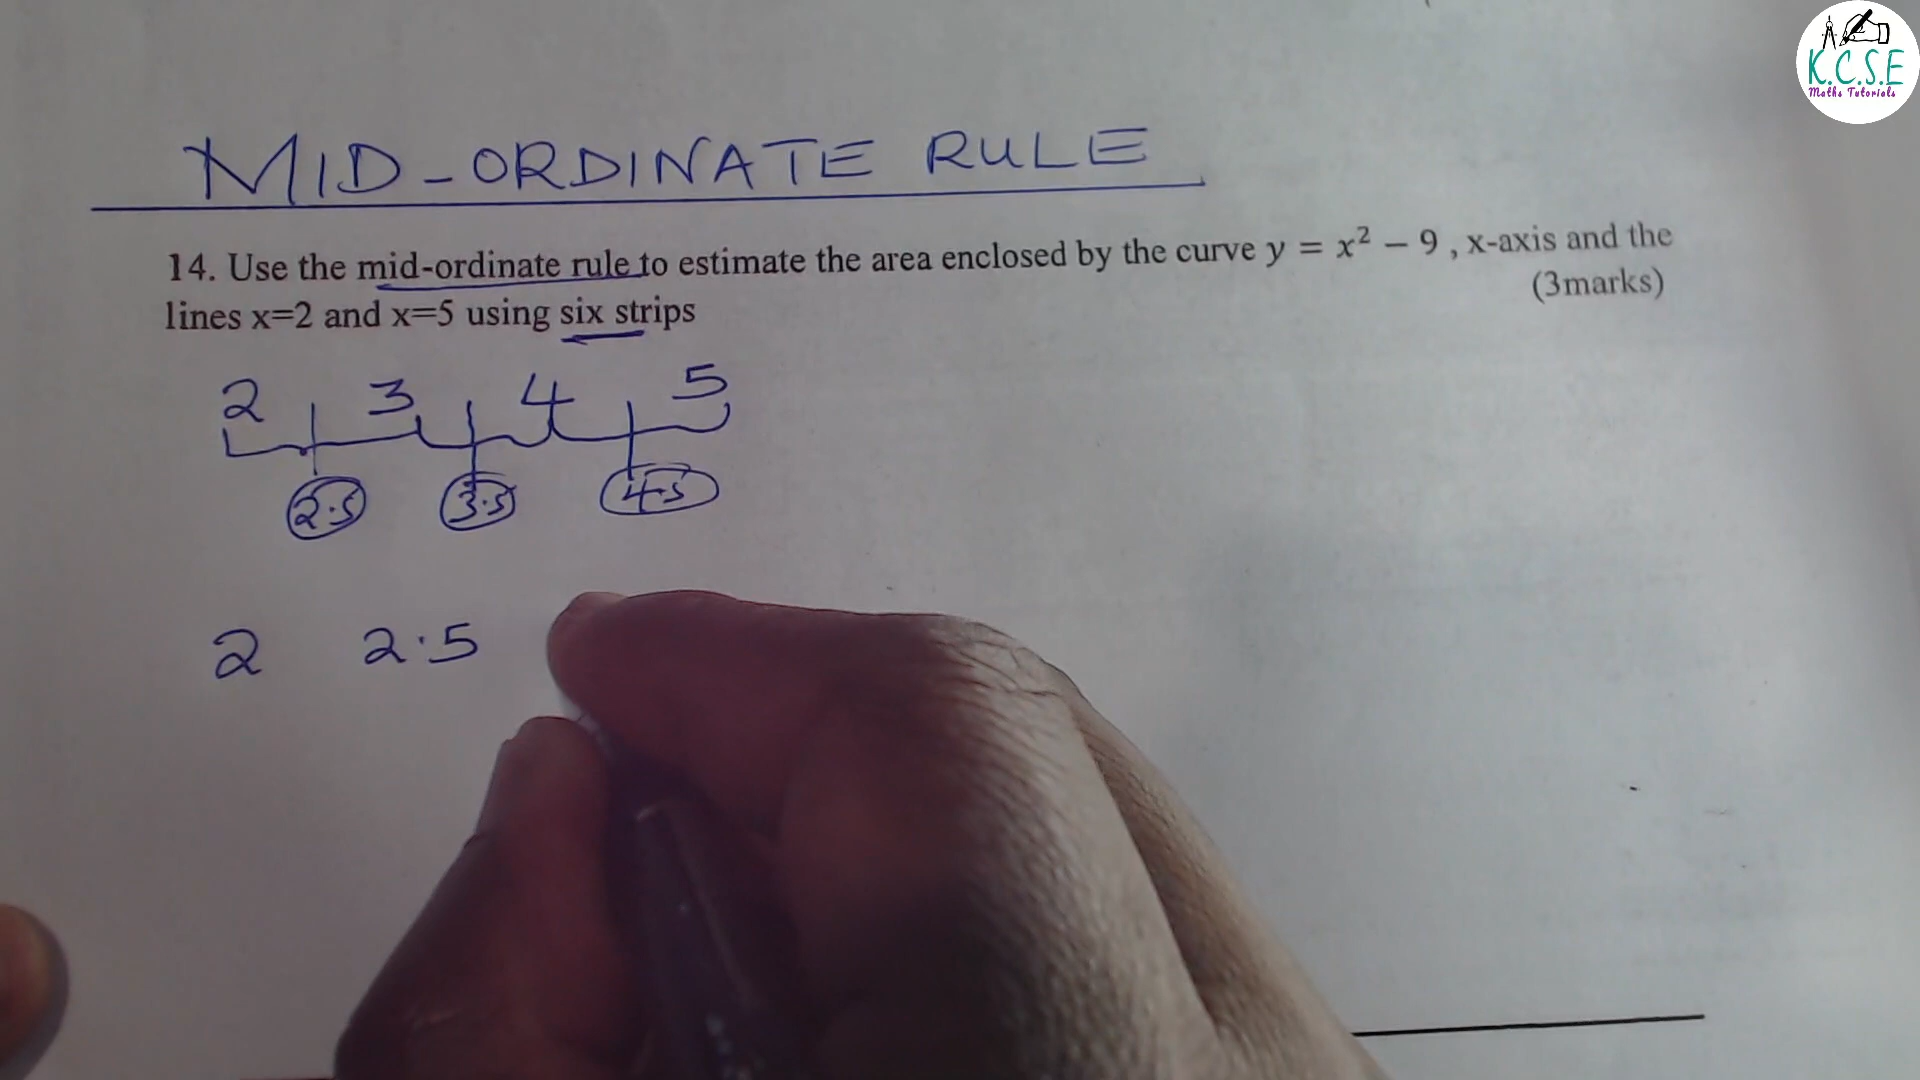 K.C.S.E
Maths Tutorials
MID-ORDINATE RULE
14. Use the mid-ordinate rule to estimate the area enclosed by the curve y = x² − 9 , x-axis and the
(3marks)
lines x=2 and x=5 using six strips
2 3 4 5
2.5 3.5 4.5
2 2.5